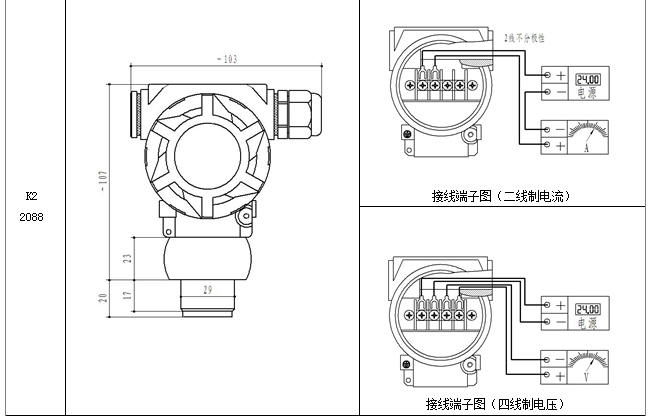 K2
2088
~103
~107
23
20
17
29
2线不分极性
+
24.00
−
电源
−
+
A
接线端子图（二线制电流）
+
24.00
−
电源
−
+
V
接线端子图（四线制电压）